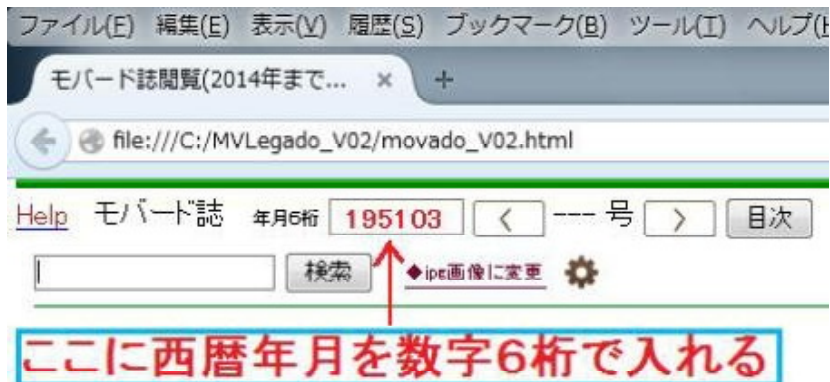 ファイル(F) 編集(E) 表示(V) 履歴(S) ブックマーク(B) ツール(T) ヘルプ(H
モバード誌閲覧(2014年まで... × +
file:///C:/MVLegado_V02/movado_V02.html
Help モバード誌 年月6桁 195103 < --- 号 > 目次
検索 ◆jpg画像に変更
ここに西暦年月を数字6桁で入れる